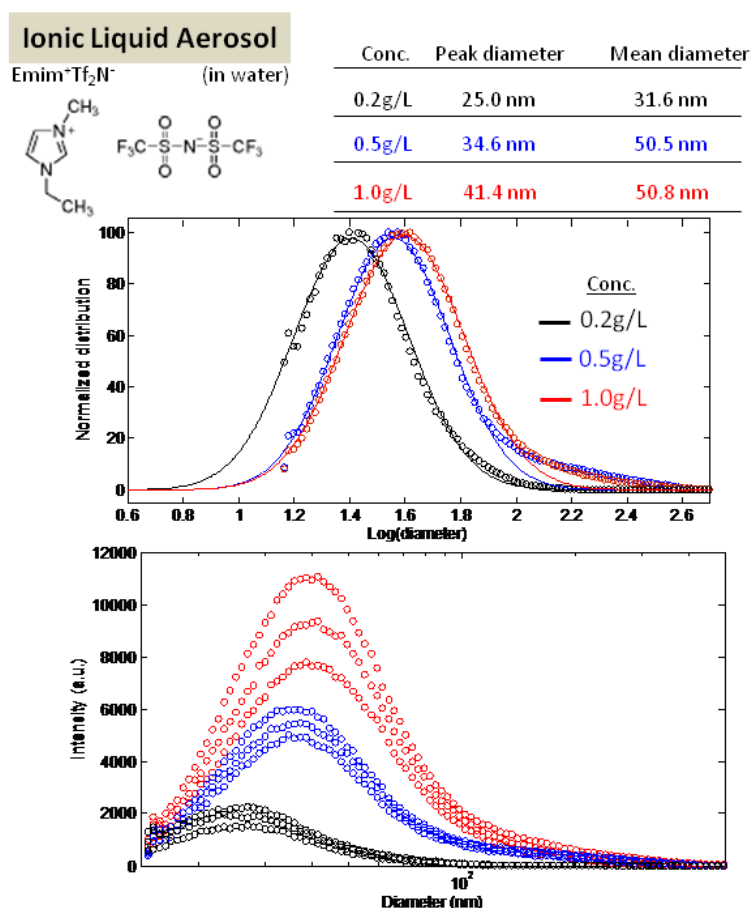 Ionic Liquid Aerosol
Emim⁺Tf₂N⁻ (in water)
CH₃
N⁺
N
CH₃
O O
F₃C-S-N⁻-S-CF₃
O O
Conc. Peak diameter Mean diameter
0.2g/L 25.0 nm 31.6 nm
0.5g/L 34.6 nm 50.5 nm
1.0g/L 41.4 nm 50.8 nm
Normalized distribution
100
80
60
40
20
0
0.6 0.8 1 1.2 1.4 1.6 1.8 2 2.2 2.4 2.6
Log(diameter)
Conc.
0.2g/L
0.5g/L
1.0g/L
Intensity (a.u.)
12000
10000
8000
6000
4000
2000
0
10²
Diameter (nm)